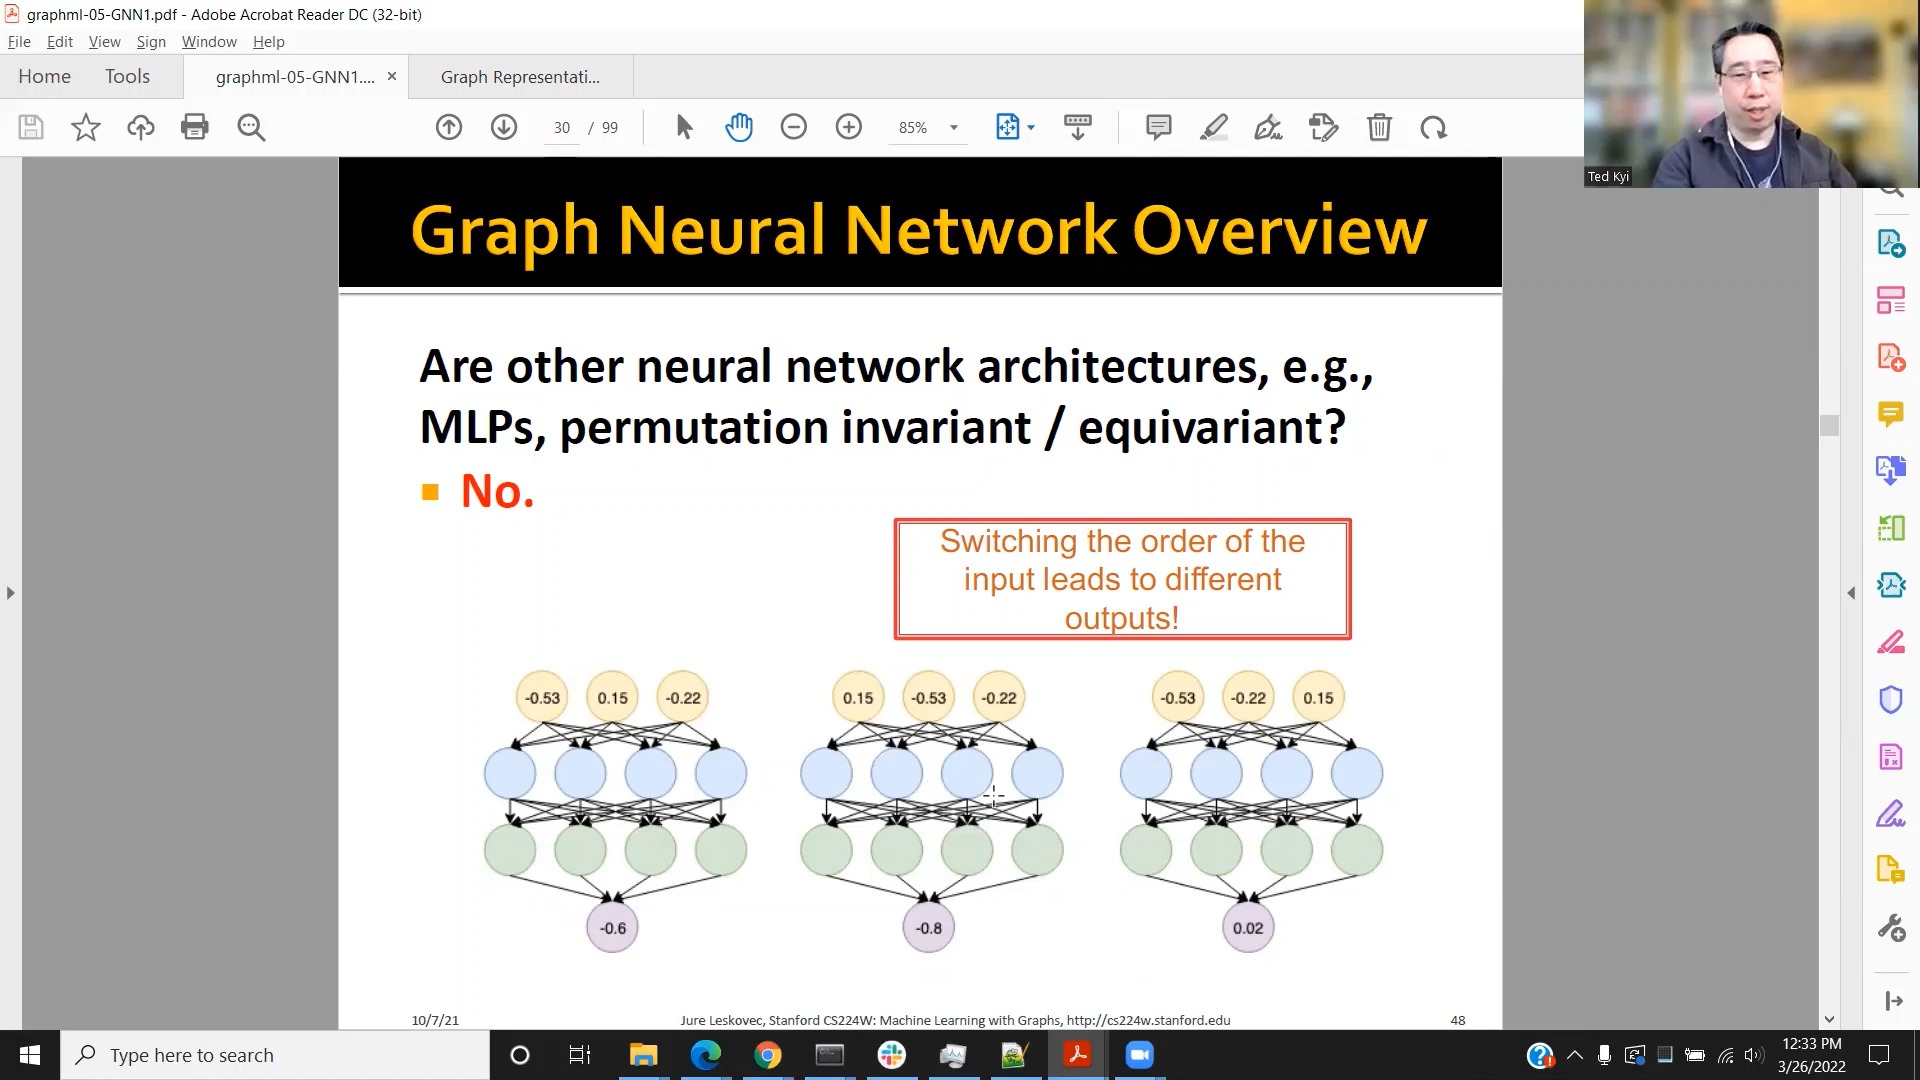 graphml-05-GNN1.pdf - Adobe Acrobat Reader DC (32-bit)
File Edit View Sign Window Help
Home Tools graphml-05-GNN1.... × Graph Representati...
30 / 99 85%
Ted Kyi
Graph Neural Network Overview
Are other neural network architectures, e.g.,
MLPs, permutation invariant / equivariant?
No.
Switching the order of the
input leads to different
outputs!
-0.53 0.15 -0.22 0.15 -0.53 -0.22 -0.53 -0.22 0.15
-0.6 -0.8 0.02
10/7/21 Jure Leskovec, Stanford CS224W: Machine Learning with Graphs, http://cs224w.stanford.edu 48
Type here to search
12:33 PM
3/26/2022